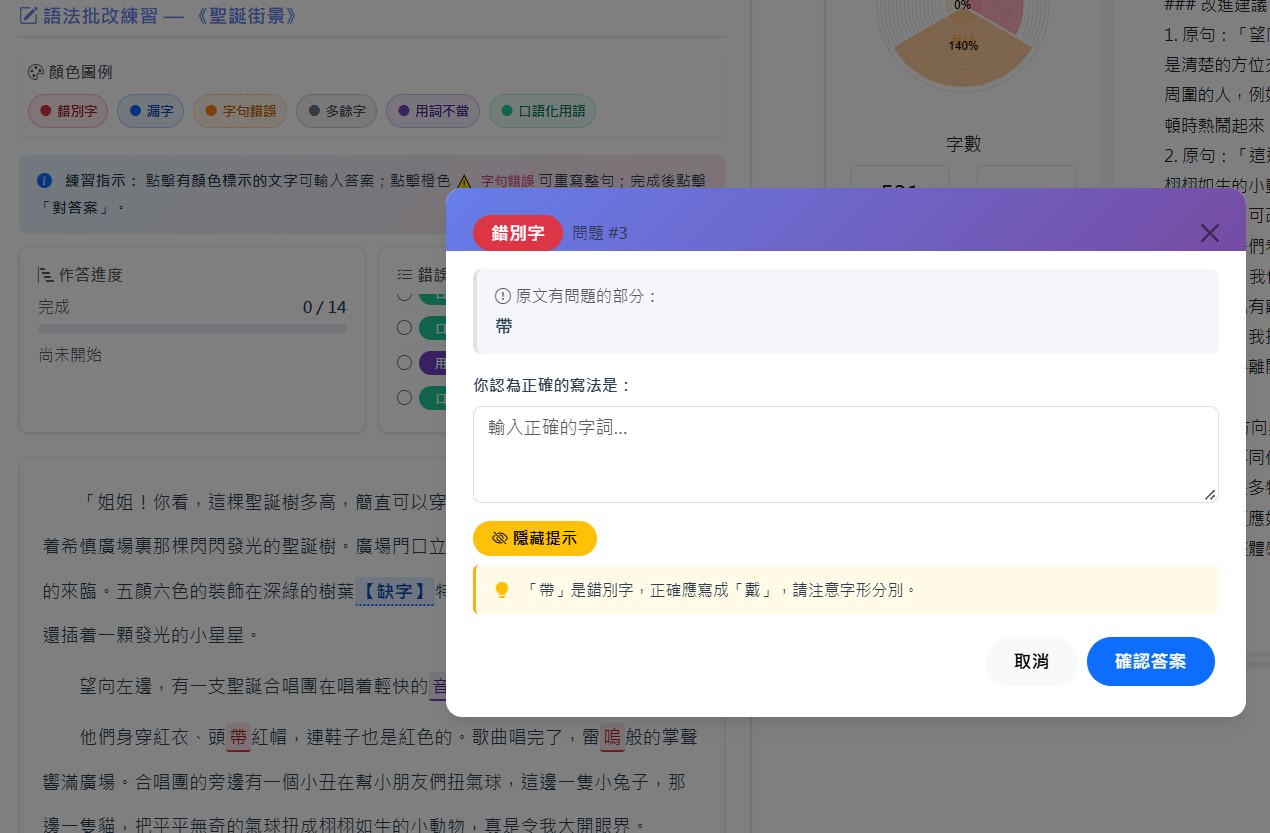 語法批改練習 —《聖誕街景》
顏色圖例
錯別字
漏字
字句錯誤
多餘字
用詞不當
口語化用語
練習指示： 點擊有顏色標示的文字可輸入答案；點擊橙色 字句錯誤 可重寫整句；完成後點擊
「對答案」。
作答進度
完成
0 / 14
尚未開始
錯誤
口
口
用
口
「姐姐！你看，這棵聖誕樹多高，簡直可以穿
着希慎廣場裏那棵閃閃發光的聖誕樹。廣場門口立
的來臨。五顏六色的裝飾在深綠的樹葉【缺字】特
還插着一顆發光的小星星。
望向左邊，有一支聖誕合唱團在唱着輕快的音
他們身穿紅衣、頭帶紅帽，連鞋子也是紅色的。歌曲唱完了，雷嗚般的掌聲
響滿廣場。合唱團的旁邊有一個小丑在幫小朋友們扭氣球，這邊一隻小兔子，那
邊一隻貓，把平平無奇的氣球扭成栩栩如生的小動物，真是令我大開眼界。
0%
140%
字數
### 改進建議
1. 原句：「望向
是清楚的方位交
周圍的人，例如
頓時熱鬧起來
2. 原句：「這邊
栩栩如生的小動
錯別字
問題 #3
原文有問題的部分：
帶
你認為正確的寫法是：
輸入正確的字詞...
隱藏提示
「帶」是錯別字，正確應寫成「戴」，請注意字形分別。
取消
確認答案